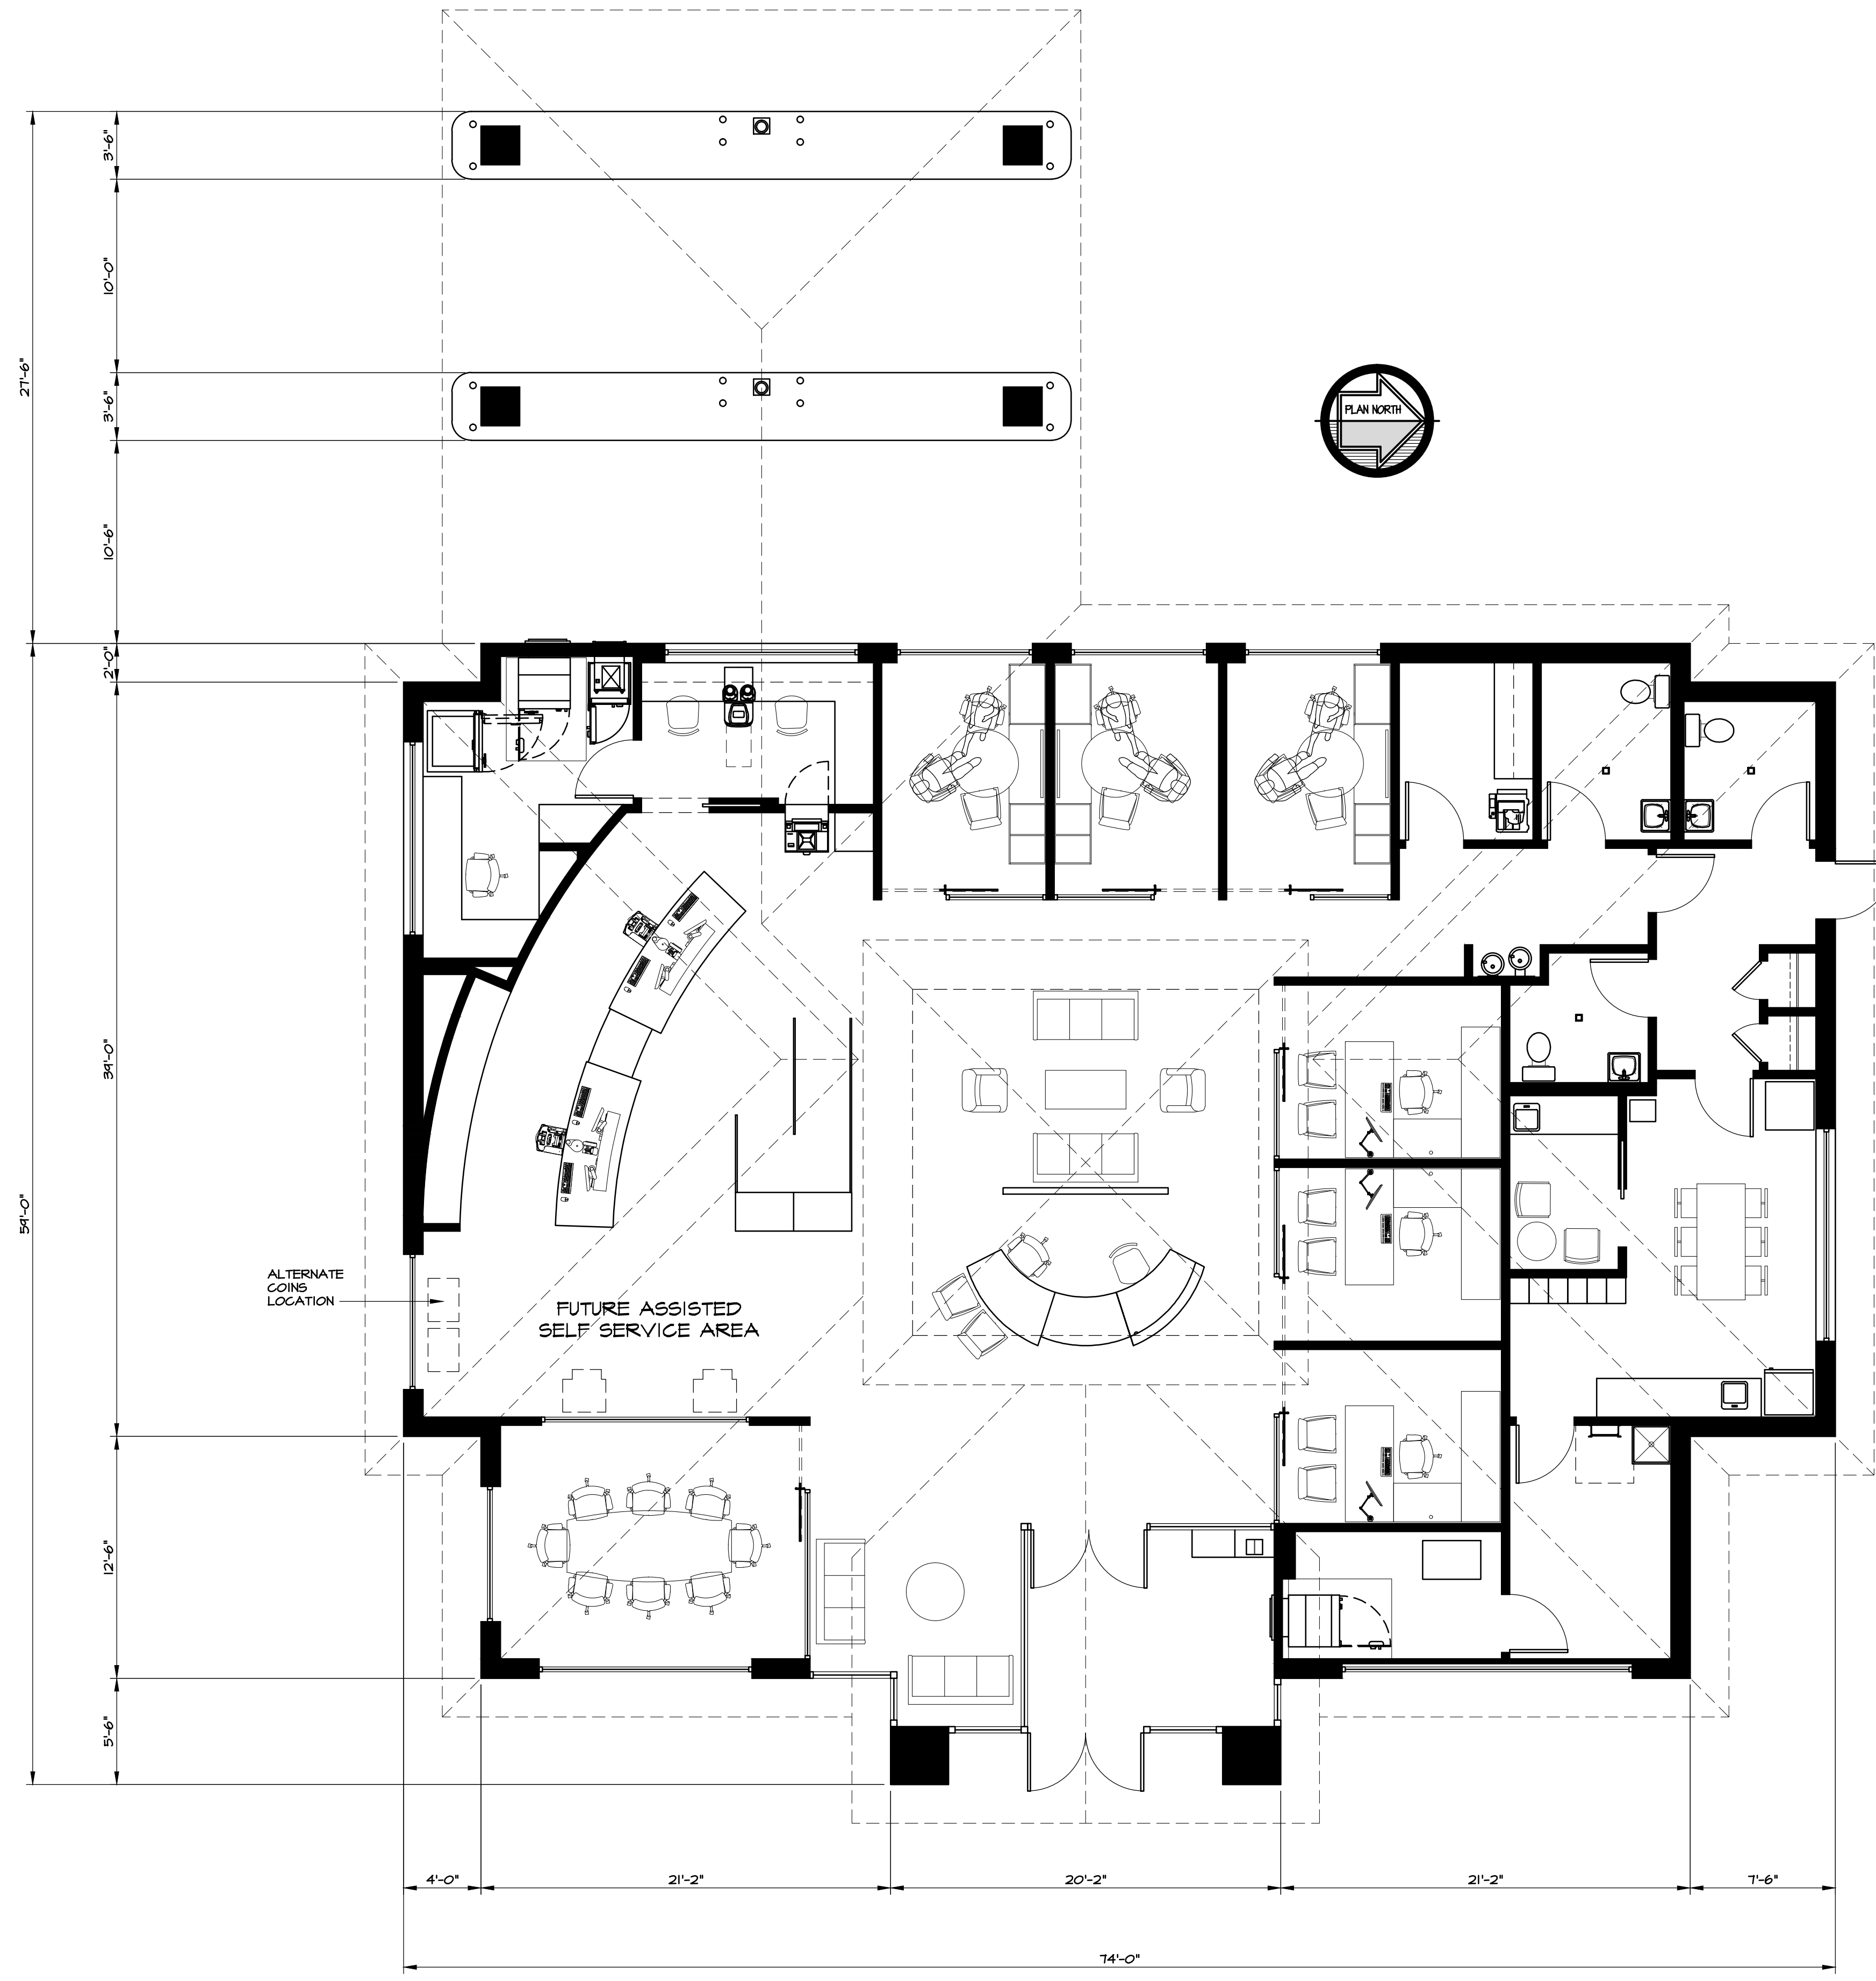 3'-6"
10'-0"
27'-6"
3'-6"
PLAN NORTH
10'-6"
2'-0"
39'-0"
59'-0"
ALTERNATE
COINS
LOCATION
FUTURE ASSISTED
SELF SERVICE AREA
12'-6"
5'-6"
4'-0"
21'-2"
20'-2"
21'-2"
7'-6"
74'-0"